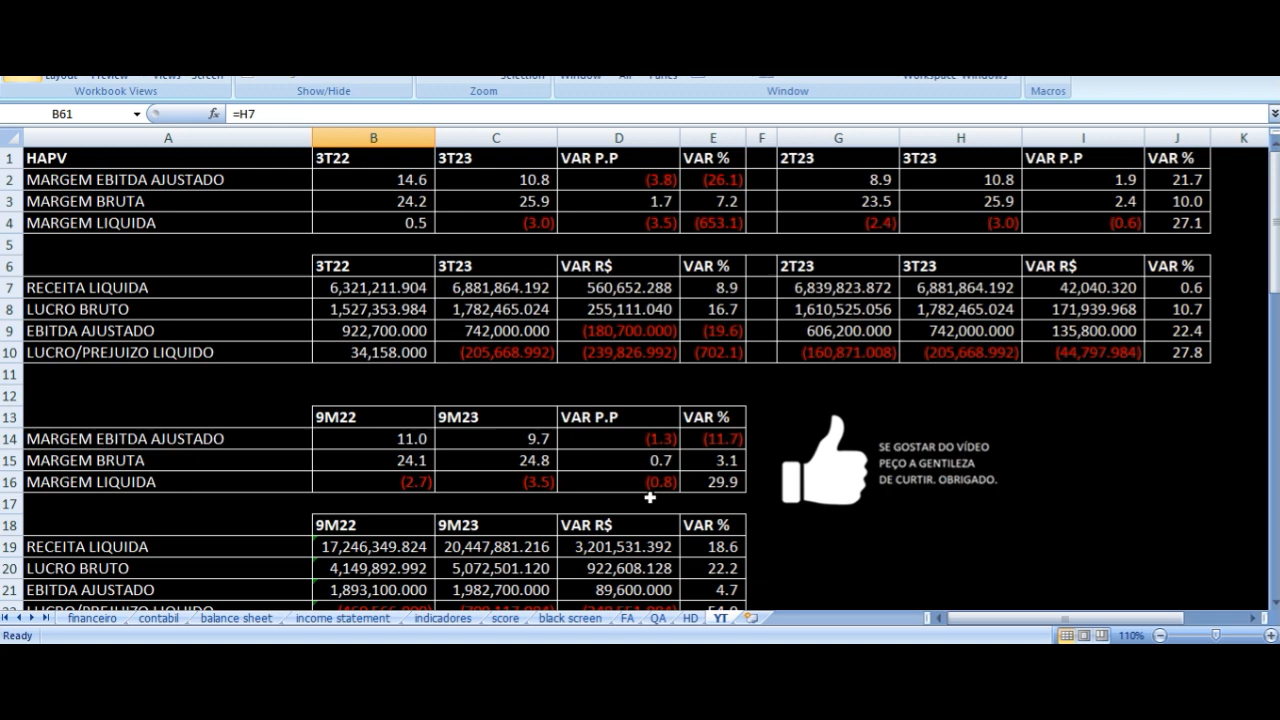 Workbook Views Show/Hide Zoom Window Macros
B61 fx =H7
A B C D E F G H I J K
1 HAPV 3T22 3T23 VAR P.P VAR % 2T23 3T23 VAR P.P VAR %
2 MARGEM EBITDA AJUSTADO 14.6 10.8 (3.8) (26.1) 8.9 10.8 1.9 21.7
3 MARGEM BRUTA 24.2 25.9 1.7 7.2 23.5 25.9 2.4 10.0
4 MARGEM LIQUIDA 0.5 (3.0) (3.5) (653.1) (2.4) (3.0) (0.6) 27.1
5
6 3T22 3T23 VAR R$ VAR % 2T23 3T23 VAR R$ VAR %
7 RECEITA LIQUIDA 6,321,211.904 6,881,864.192 560,652.288 8.9 6,839,823.872 6,881,864.192 42,040.320 0.6
8 LUCRO BRUTO 1,527,353.984 1,782,465.024 255,111.040 16.7 1,610,525.056 1,782,465.024 171,939.968 10.7
9 EBITDA AJUSTADO 922,700.000 742,000.000 (180,700.000) (19.6) 606,200.000 742,000.000 135,800.000 22.4
10 LUCRO/PREJUIZO LIQUIDO 34,158.000 (205,668.992) (239,826.992) (702.1) (160,871.008) (205,668.992) (44,797.984) 27.8
11
12
13 9M22 9M23 VAR P.P VAR %
14 MARGEM EBITDA AJUSTADO 11.0 9.7 (1.3) (11.7)
15 MARGEM BRUTA 24.1 24.8 0.7 3.1
16 MARGEM LIQUIDA (2.7) (3.5) (0.8) 29.9
SE GOSTAR DO VÍDEO
PEÇO A GENTILEZA
DE CURTIR. OBRIGADO.
17
18 9M22 9M23 VAR R$ VAR %
19 RECEITA LIQUIDA 17,246,349.824 20,447,881.216 3,201,531.392 18.6
20 LUCRO BRUTO 4,149,892.992 5,072,501.120 922,608.128 22.2
21 EBITDA AJUSTADO 1,893,100.000 1,982,700.000 89,600.000 4.7
LUCRO/PREJUIZO LIQUIDO
financeiro contabil balance sheet income statement indicadores score black screen FA QA HD YT
Ready 110%